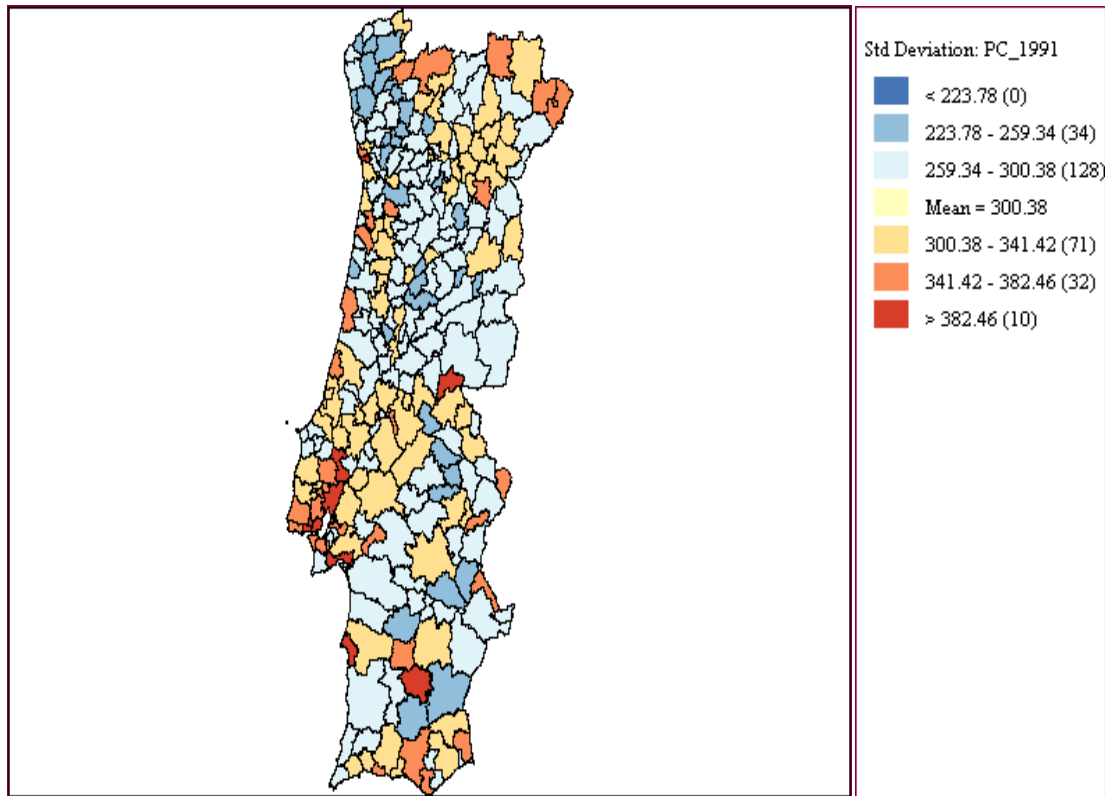 Std Deviation: PC_1991
< 223.78 (0)
223.78 - 259.34 (34)
259.34 - 300.38 (128)
Mean = 300.38
300.38 - 341.42 (71)
341.42 - 382.46 (32)
> 382.46 (10)